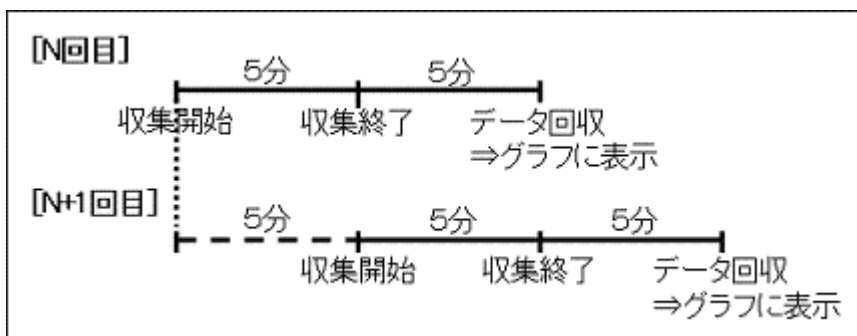 [N回目]
5分 5分
収集開始 収集終了 データ回収
⇒グラフに表示
[N+1回目]
5分 5分 5分
収集開始 収集終了 データ回収
⇒グラフに表示